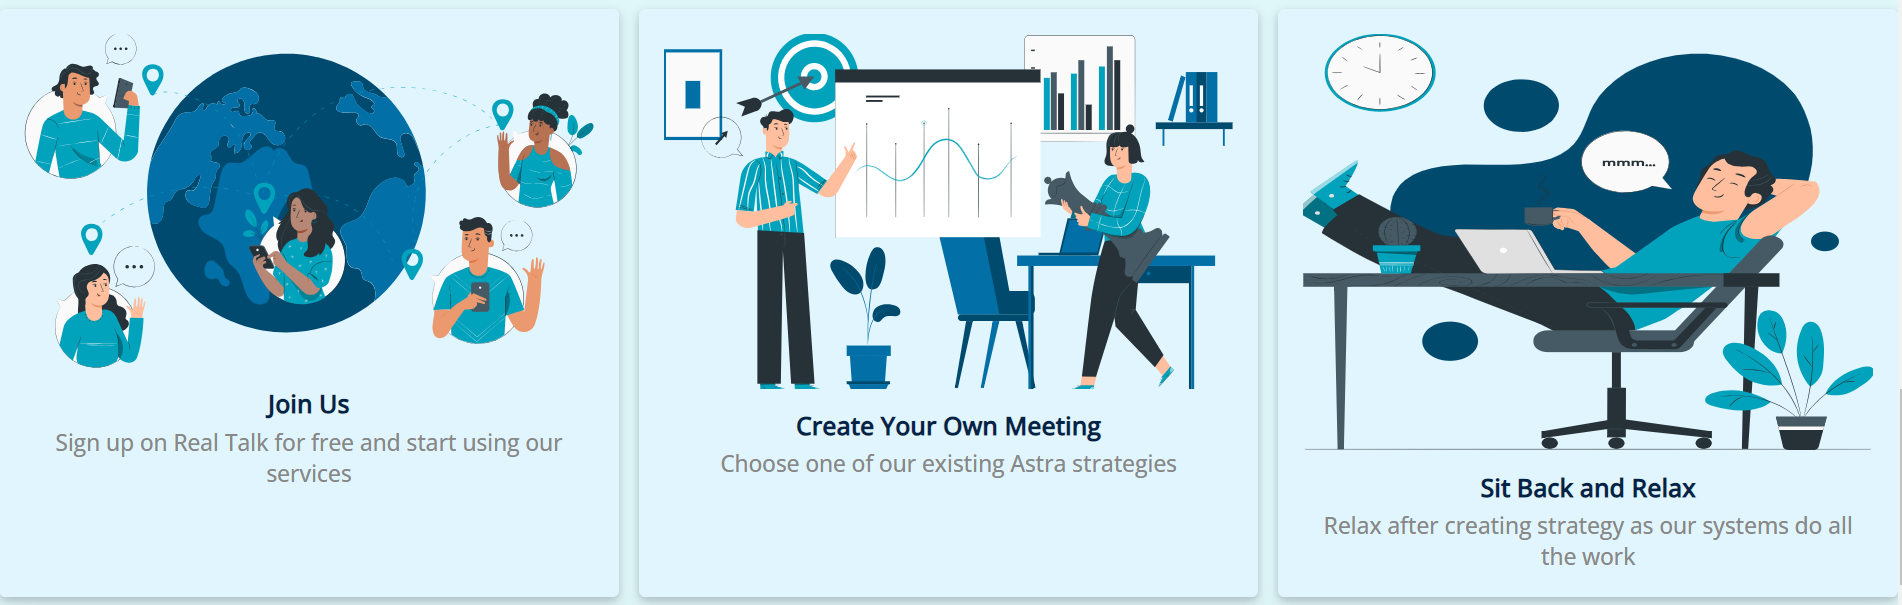 Join Us
Sign up on Real Talk for free and start using our
services
Create Your Own Meeting
Choose one of our existing Astra strategies
mmm...
Sit Back and Relax
Relax after creating strategy as our systems do all
the work